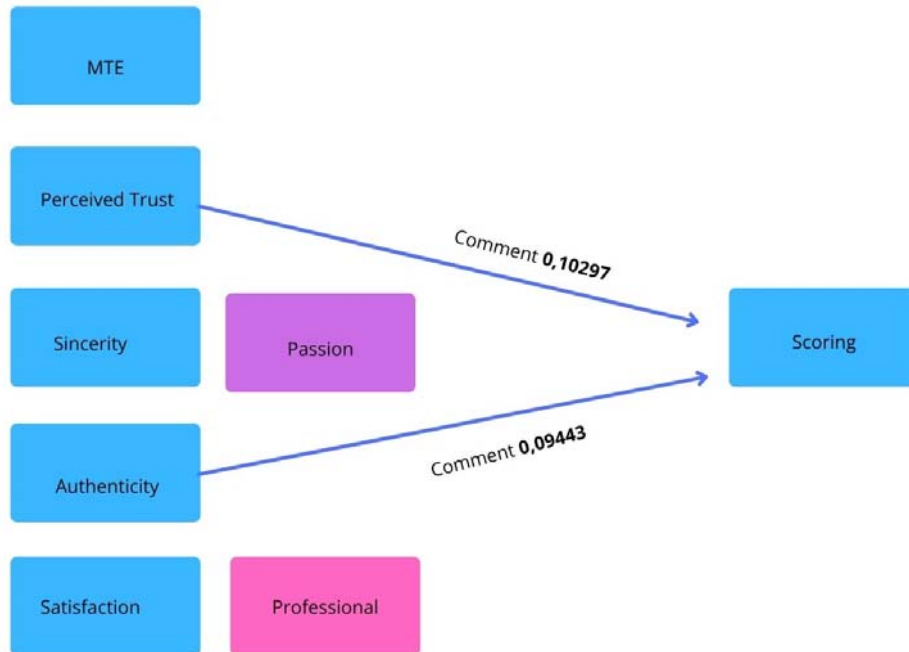 MTE
Perceived Trust
Comment 0,10297
Sincerity
Passion
Scoring
Comment 0,09443
Authenticity
Satisfaction
Professional